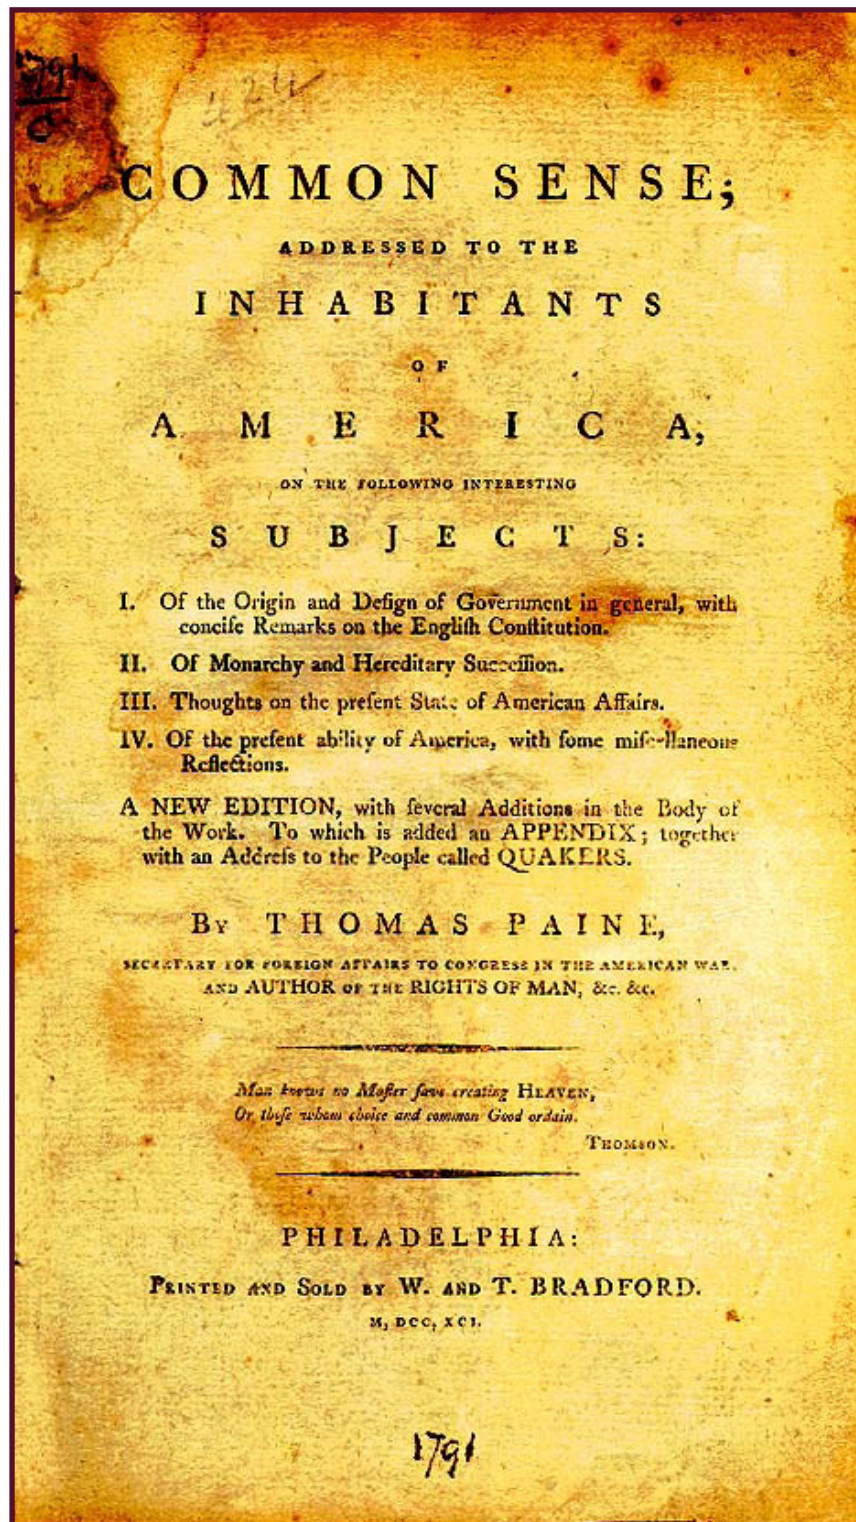 1791
424
COMMON SENSE;
ADDRESSED TO THE
INHABITANTS
OF
AMERICA,
ON THE FOLLOWING INTERESTING
SUBJECTS:
I. Of the Origin and Deſign of Government in general, with
conciſe Remarks on the Engliſh Conſtitution.
II. Of Monarchy and Hereditary Succeſſion.
III. Thoughts on the preſent State of American Affairs.
IV. Of the preſent ability of America, with ſome miſcellaneous
Reflections.
A NEW EDITION, with ſeveral Additions in the Body of
the Work. To which is added an APPENDIX; together
with an Addreſs to the People called QUAKERS.
By THOMAS PAINE,
SECRETARY FOR FOREIGN AFFAIRS TO CONGRESS IN THE AMERICAN WAR,
AND AUTHOR OF THE RIGHTS OF MAN, &c. &c.
Man knows no Maſter ſave creating HEAVEN,
Or thoſe whom choice and common Good ordain.
THOMSON.
PHILADELPHIA:
PRINTED AND SOLD BY W. AND T. BRADFORD.
M, DCC, XCI.
1791